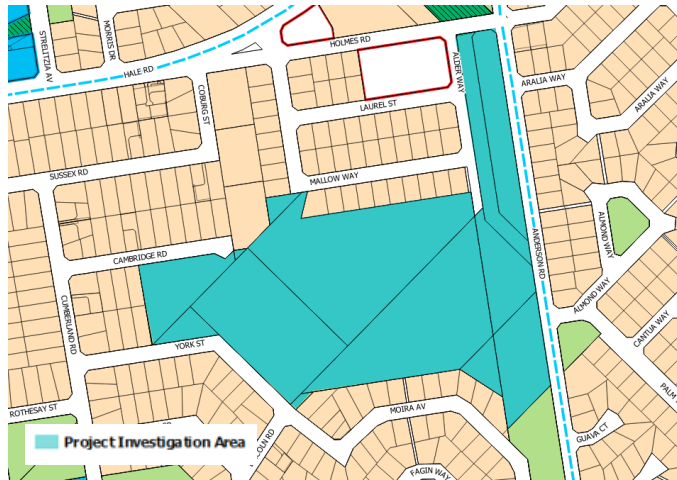 STRELITZIA AV
MORRIS DR
HOLMES RD
HALE RD
ALDER WAY
ARALIA WAY
ARALIA WAY
COBURG ST
LAUREL ST
SUSSEX RD
MALLOW WAY
CAMBRIDGE RD
ANDERSON RD
ALMOND WAY
ALMOND WAY
CUMBERLAND RD
CANTUA WAY
YORK ST
PALM
ROTHESAY ST
MOIRA AV
GUAVA CT
OLN RD
FAGIN WAY
Project Investigation Area